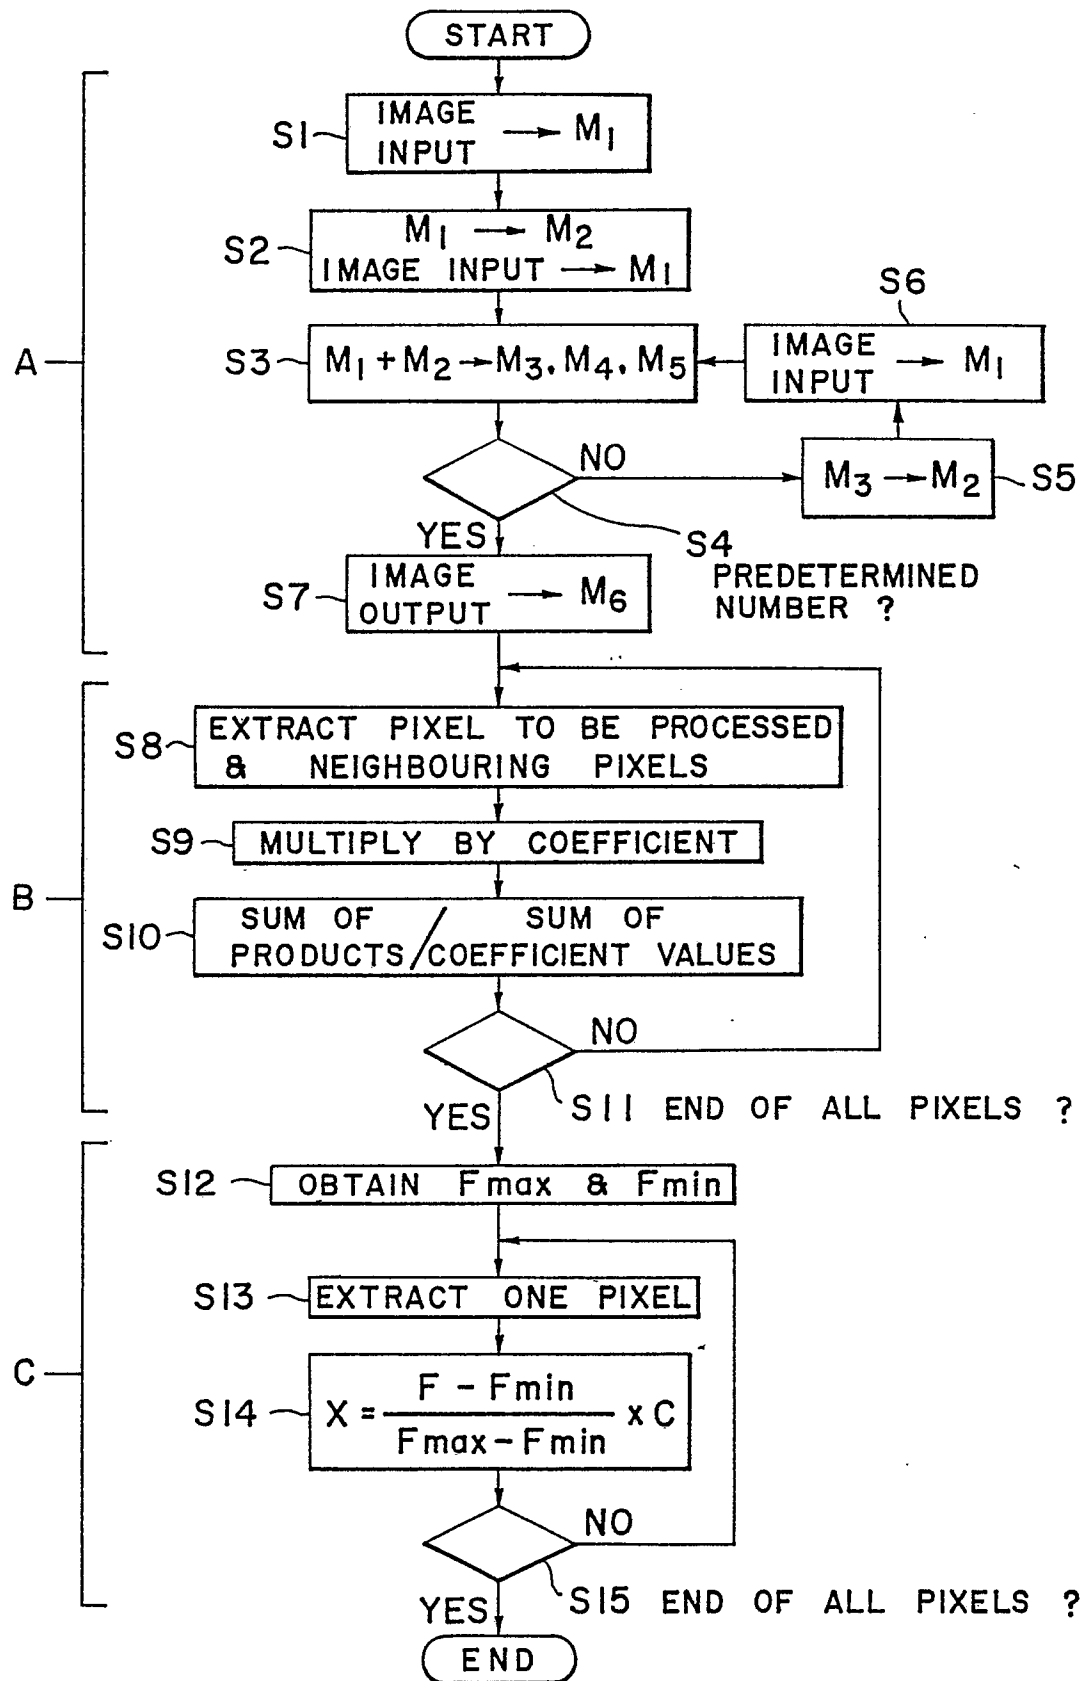 START
A
S1
IMAGE
INPUT → M1
S2
M1 → M2
IMAGE INPUT → M1
S3
M1 + M2 → M3, M4, M5
S6
IMAGE
INPUT → M1
NO
M3 → M2
S5
YES
S4
PREDETERMINED
NUMBER ?
S7
IMAGE
OUTPUT → M6
B
S8
EXTRACT PIXEL TO BE PROCESSED
& NEIGHBOURING PIXELS
S9
MULTIPLY BY COEFFICIENT
S10
SUM OF / SUM OF
PRODUCTS / COEFFICIENT VALUES
NO
YES
S11 END OF ALL PIXELS ?
C
S12
OBTAIN Fmax & Fmin
S13
EXTRACT ONE PIXEL
S14
F - Fmin
X = ——— x C
Fmax - Fmin
NO
YES
S15 END OF ALL PIXELS ?
END